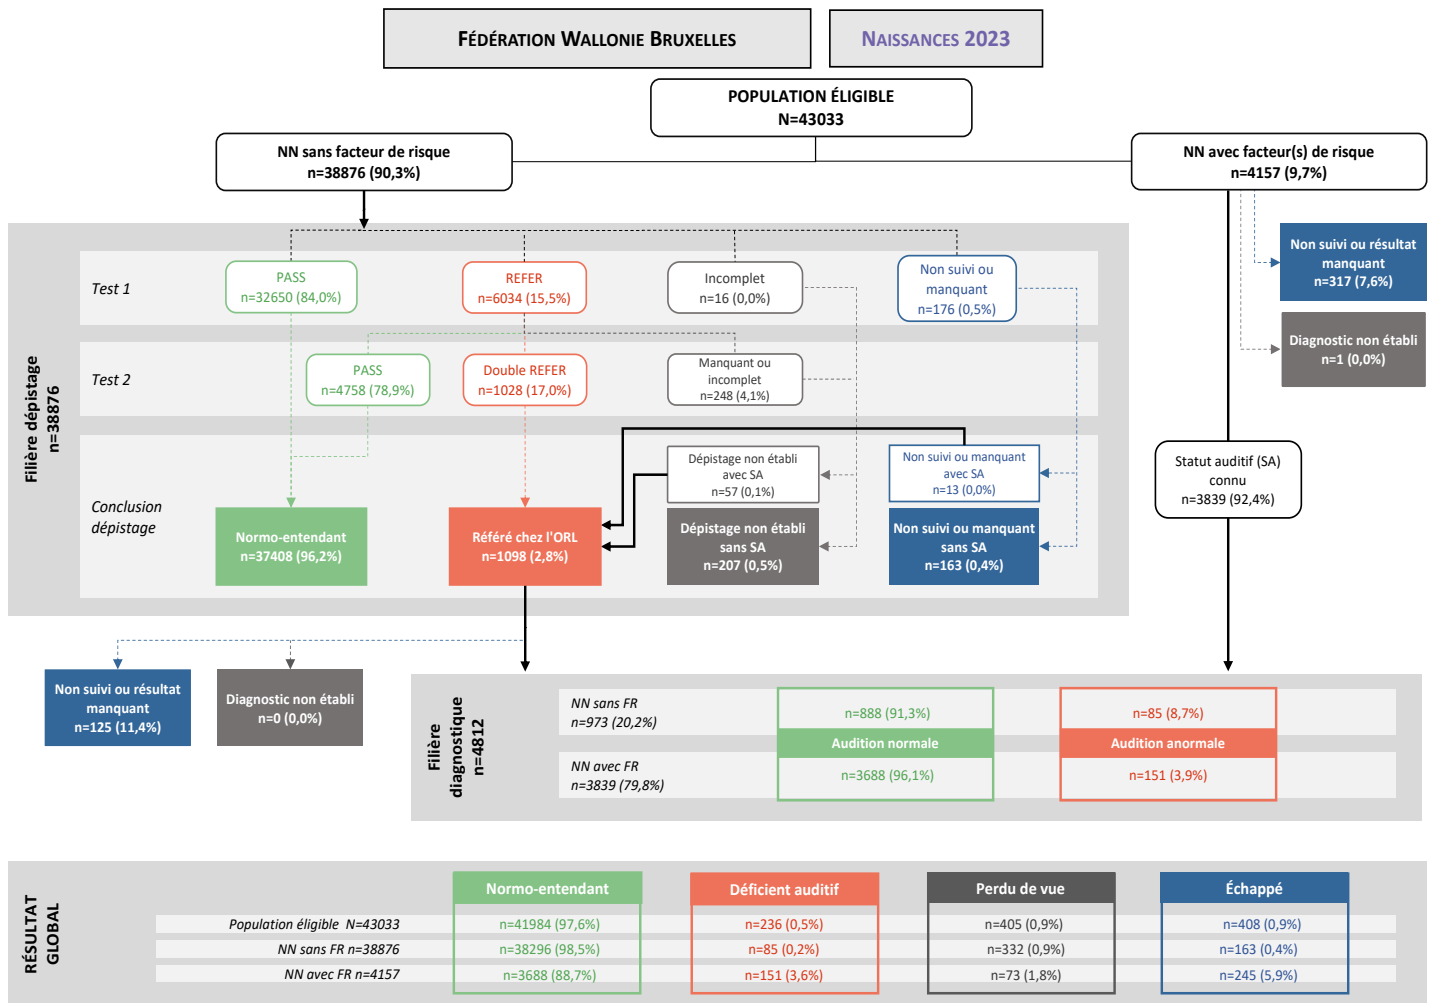 FÉDÉRATION WALLONIE BRUXELLES
NAISSANCES 2023
POPULATION ÉLIGIBLE
N=43033
NN sans facteur de risque
n=38876 (90,3%)
NN avec facteur(s) de risque
n=4157 (9,7%)
Filière dépistage
n=38876
Test 1
PASS
n=32650 (84,0%)
REFER
n=6034 (15,5%)
Incomplet
n=16 (0,0%)
Non suivi ou
manquant
n=176 (0,5%)
Non suivi ou résultat
manquant
n=317 (7,6%)
Diagnostic non établi
n=1 (0,0%)
Test 2
PASS
n=4758 (78,9%)
Double REFER
n=1028 (17,0%)
Manquant ou
incomplet
n=248 (4,1%)
Conclusion
dépistage
Dépistage non établi
avec SA
n=57 (0,1%)
Non suivi ou manquant
avec SA
n=13 (0,0%)
Statut auditif (SA)
connu
n=3839 (92,4%)
Normo-entendant
n=37408 (96,2%)
Référé chez l'ORL
n=1098 (2,8%)
Dépistage non établi
sans SA
n=207 (0,5%)
Non suivi ou manquant
sans SA
n=163 (0,4%)
Non suivi ou résultat
manquant
n=125 (11,4%)
Diagnostic non établi
n=0 (0,0%)
Filière
diagnostique
n=4812
NN sans FR
n=973 (20,2%)
n=888 (91,3%)
n=85 (8,7%)
Audition normale
Audition anormale
NN avec FR
n=3839 (79,8%)
n=3688 (96,1%)
n=151 (3,9%)
RÉSULTAT
GLOBAL
Normo-entendant
Déficient auditif
Perdu de vue
Échappé
Population éligible N=43033
n=41984 (97,6%)
n=236 (0,5%)
n=405 (0,9%)
n=408 (0,9%)
NN sans FR n=38876
n=38296 (98,5%)
n=85 (0,2%)
n=332 (0,9%)
n=163 (0,4%)
NN avec FR n=4157
n=3688 (88,7%)
n=151 (3,6%)
n=73 (1,8%)
n=245 (5,9%)